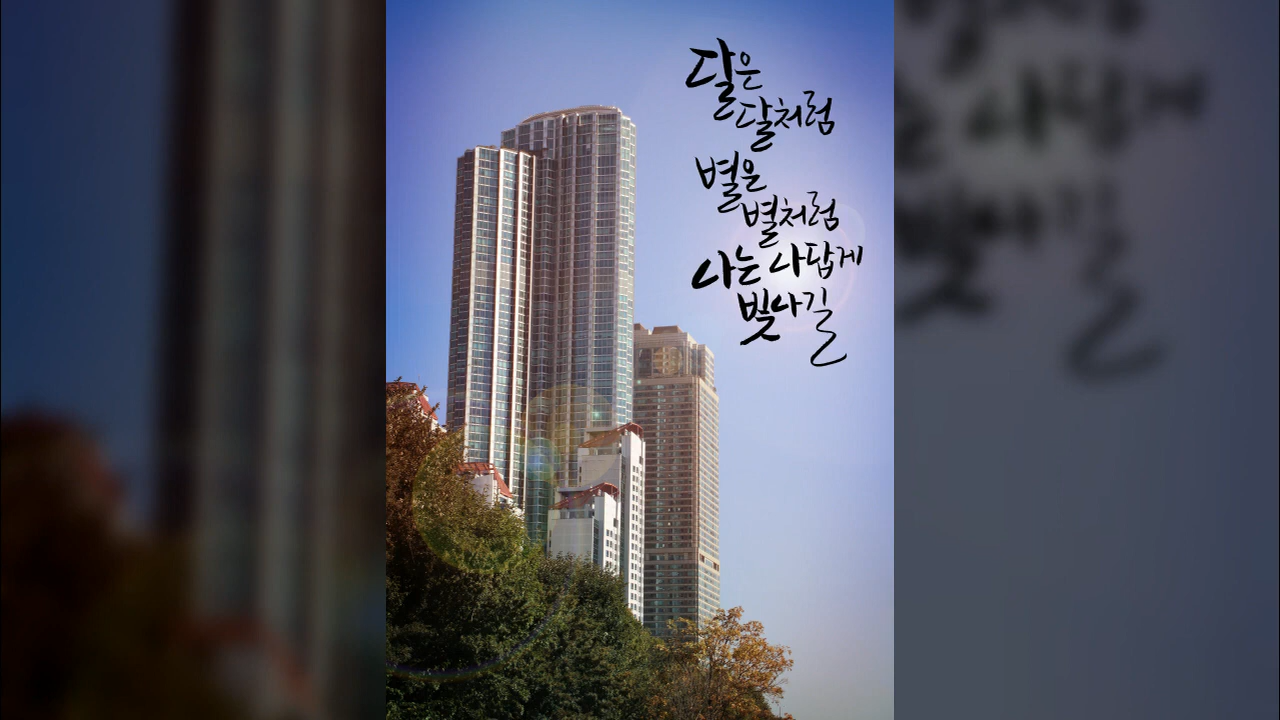 달은
달처럼
별은
별처럼
나는 나답게
빛나길